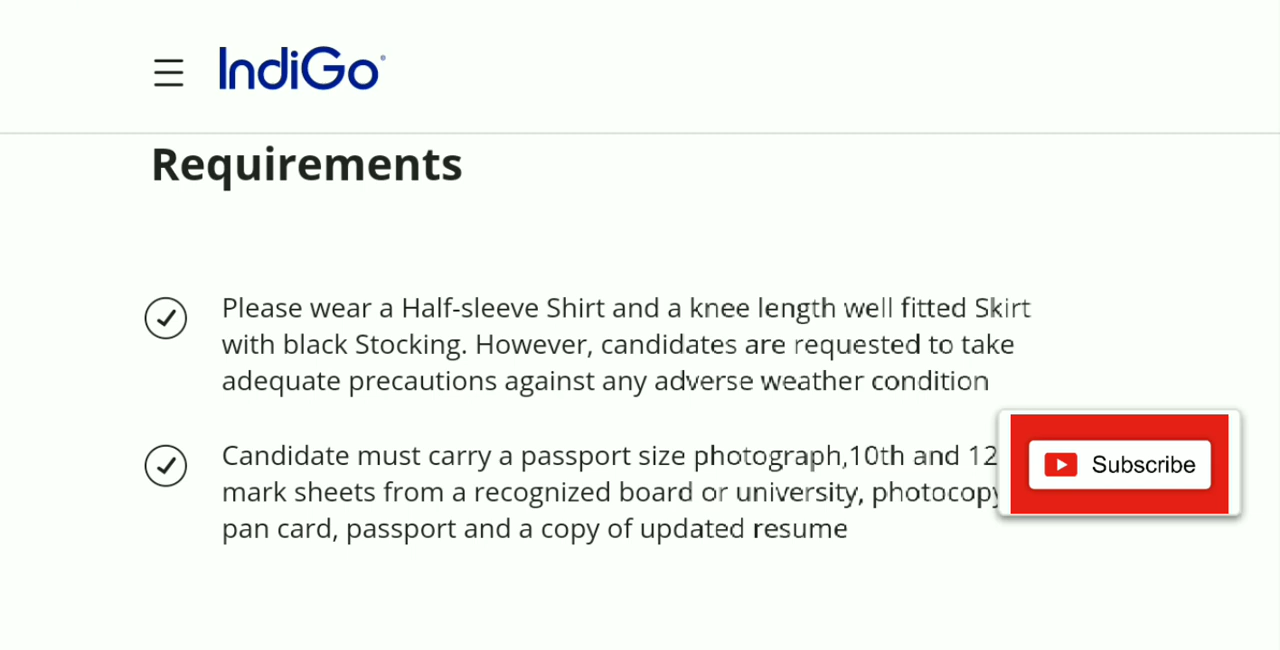 IndiGo
Requirements
Please wear a Half-sleeve Shirt and a knee length well fitted Skirt
with black Stocking. However, candidates are requested to take
adequate precautions against any adverse weather condition
Candidate must carry a passport size photograph,10th and 12
mark sheets from a recognized board or university, photocopy
pan card, passport and a copy of updated resume
Subscribe